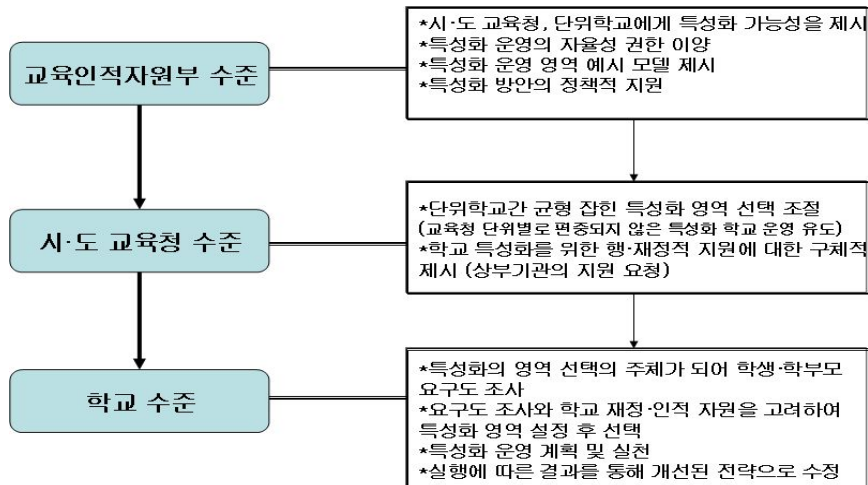 *시·도 교육청, 단위학교에게 특성화 가능성을 제시
*특성화 운영의 자율성 권한 이양
*특성화 운영 영역 예시 모델 제시
*특성화 방안의 정책적 지원
교육인적자원부 수준
*단위학교간 균형 잡힌 특성화 영역 선택 조절
(교육청 단위별로 편중되지 않은 특성화 학교 운영 유도)
*학교 특성화를 위한 행·재정적 지원에 대한 구체적
제시 (상부기관의 지원 요청)
시·도 교육청 수준
*특성화의 영역 선택의 주체가 되어 학생·학부모
요구도 조사
*요구도 조사와 학교 재정·인적 자원을 고려하여
특성화 영역 설정 후 선택
*특성화 운영 계획 및 실천
*실행에 따른 결과를 통해 개선된 전략으로 수정
학교 수준